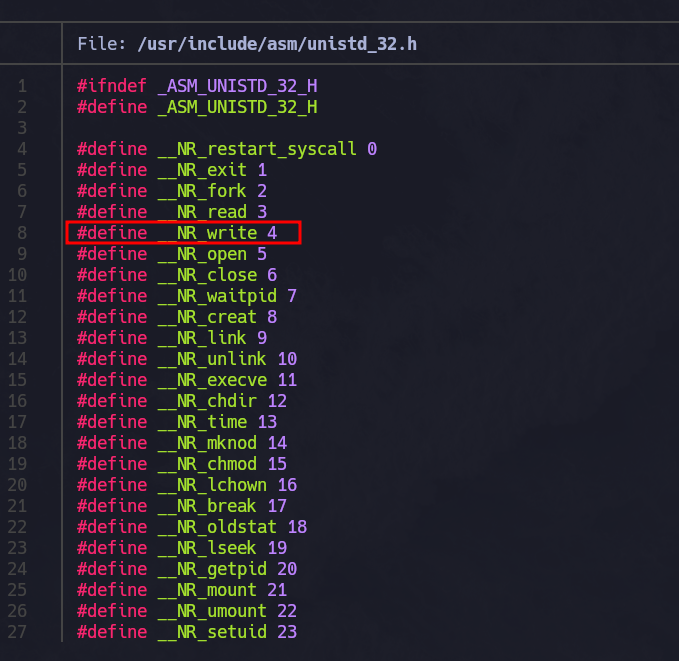 File: /usr/include/asm/unistd_32.h
1 #ifndef _ASM_UNISTD_32_H
2 #define _ASM_UNISTD_32_H
3
4 #define __NR_restart_syscall 0
5 #define __NR_exit 1
6 #define __NR_fork 2
7 #define __NR_read 3
8 #define __NR_write 4
9 #define __NR_open 5
10 #define __NR_close 6
11 #define __NR_waitpid 7
12 #define __NR_creat 8
13 #define __NR_link 9
14 #define __NR_unlink 10
15 #define __NR_execve 11
16 #define __NR_chdir 12
17 #define __NR_time 13
18 #define __NR_mknod 14
19 #define __NR_chmod 15
20 #define __NR_lchown 16
21 #define __NR_break 17
22 #define __NR_oldstat 18
23 #define __NR_lseek 19
24 #define __NR_getpid 20
25 #define __NR_mount 21
26 #define __NR_umount 22
27 #define __NR_setuid 23